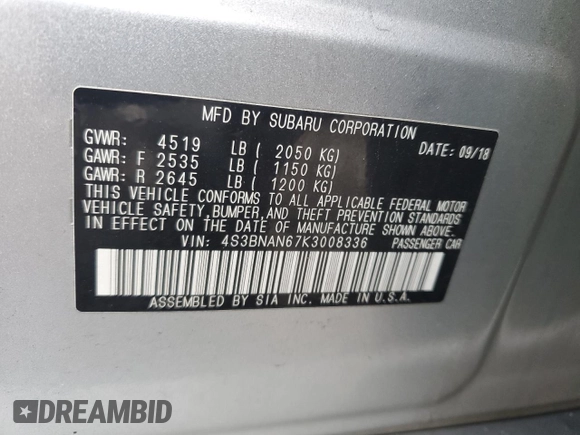 MFD BY SUBARU CORPORATION
GVWR: 4519 LB ( 2050 KG) DATE: 09/18
GAWR: F 2535 LB ( 1150 KG)
GAWR: R 2645 LB ( 1200 KG)
THIS VEHICLE CONFORMS TO ALL APPLICABLE FEDERAL MOTOR
VEHICLE SAFETY, BUMPER, AND THEFT PREVENTION STANDARDS
IN EFFECT ON THE DATE OF MANUFACTURE SHOWN ABOVE.
VIN: 4S3BNAN67K3008336 PASSENGER CAR
ASSEMBLED BY SIA INC. MADE IN U.S.A.
DREAMBID